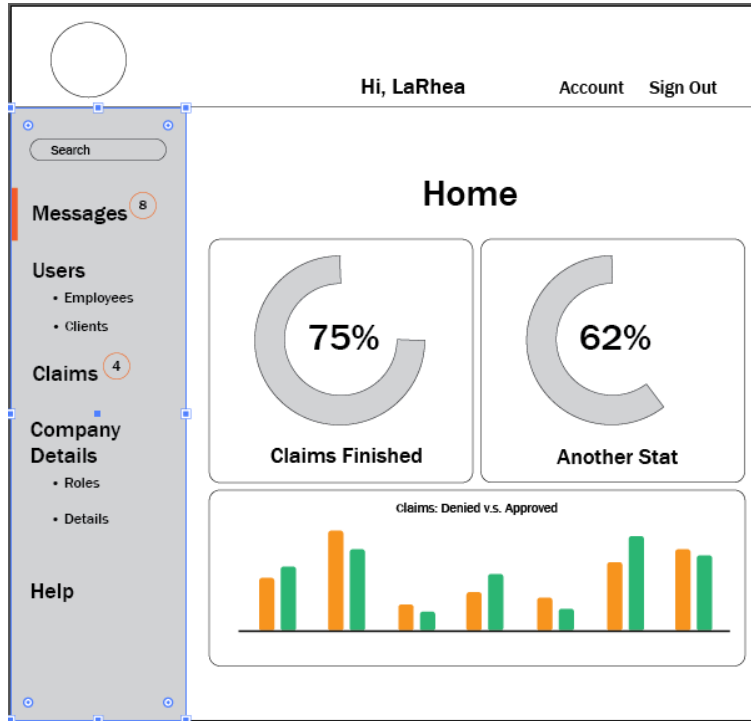 Hi, LaRhea
Account
Sign Out
Search
Messages 8
Users
• Employees
• Clients
Claims 4
Company
Details
• Roles
• Details
Help
Home
75%
Claims Finished
62%
Another Stat
Claims: Denied v.s. Approved